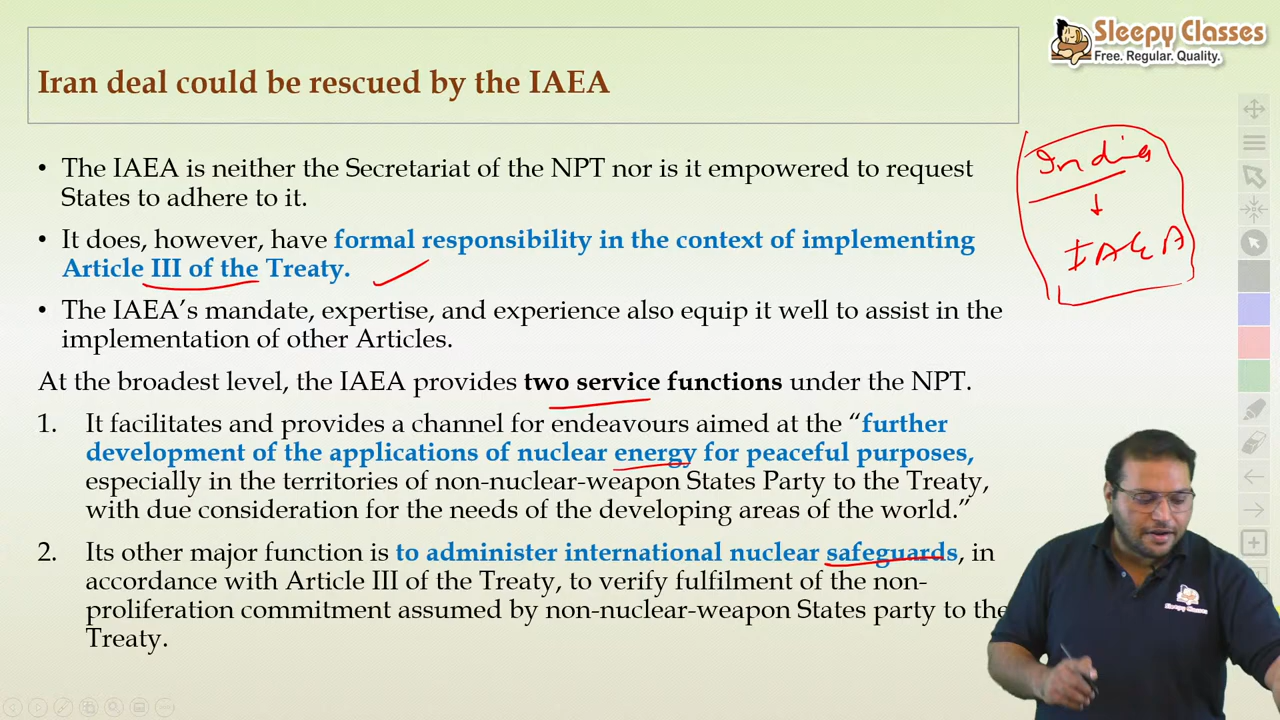 Sleepy Classes
Free. Regular. Quality.
Iran deal could be rescued by the IAEA
• The IAEA is neither the Secretariat of the NPT nor is it empowered to request
States to adhere to it.
• It does, however, have formal responsibility in the context of implementing
Article III of the Treaty.
• The IAEA’s mandate, expertise, and experience also equip it well to assist in the
implementation of other Articles.
At the broadest level, the IAEA provides two service functions under the NPT.
1. It facilitates and provides a channel for endeavours aimed at the “further
development of the applications of nuclear energy for peaceful purposes,
especially in the territories of non-nuclear-weapon States Party to the Treaty,
with due consideration for the needs of the developing areas of the world.”
2. Its other major function is to administer international nuclear safeguards, in
accordance with Article III of the Treaty, to verify fulfilment of the non-
proliferation commitment assumed by non-nuclear-weapon States party to the
Treaty.
India
IAEA
Sleepy Classes